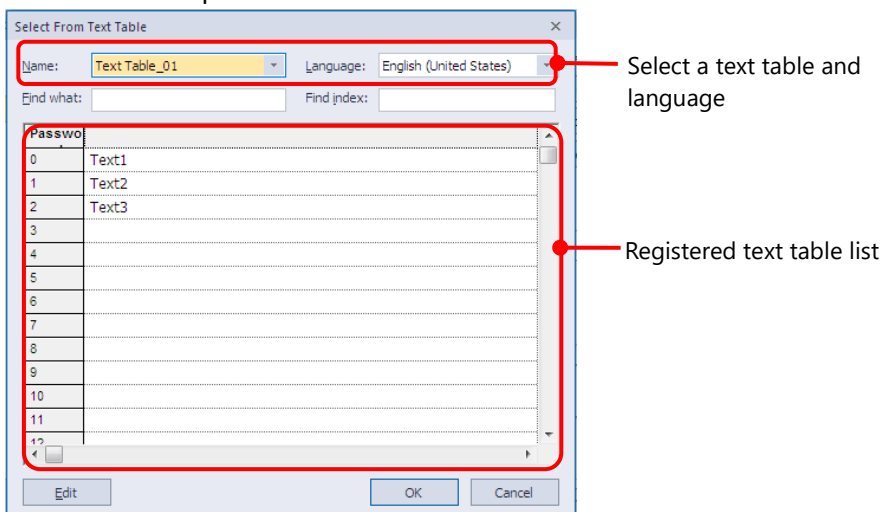 Select From Text Table
Name: Text Table_01 Language: English (United States)
Select a text table and
language
Find what: Find index:
Passwo
0 Text1
1 Text2
2 Text3
3
4
5
6
7
8
9
10
11
12
Registered text table list
Edit OK Cancel